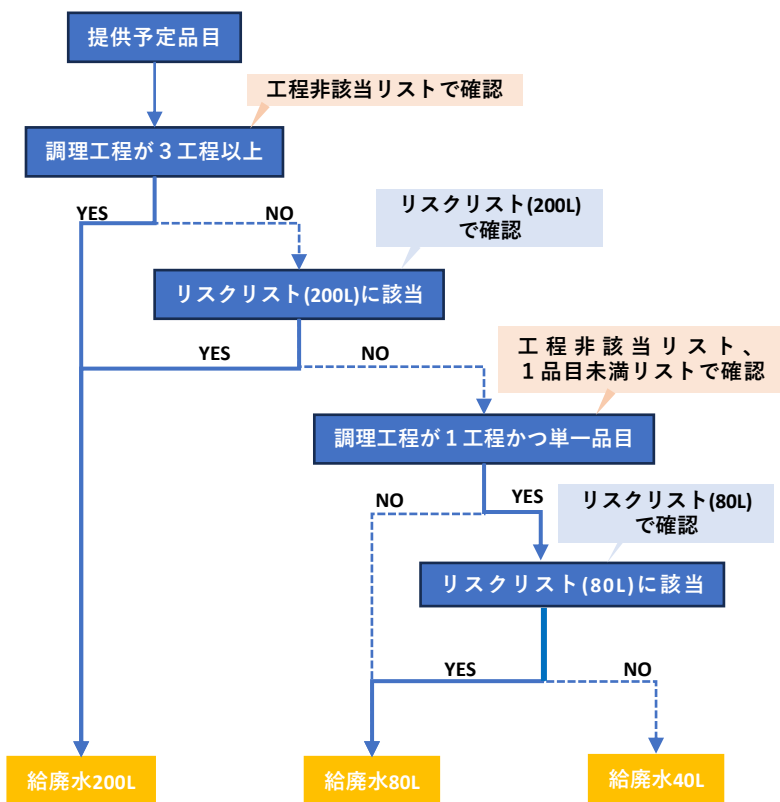 提供予定品目
工程非該当リストで確認
調理工程が３工程以上
YES
NO
リスクリスト(200L)
で確認
リスクリスト(200L)に該当
YES
NO
工程非該当リスト、
１品目未満リストで確認
調理工程が１工程かつ単一品目
NO
YES
リスクリスト(80L)
で確認
リスクリスト(80L)に該当
YES
NO
給廃水200L
給廃水80L
給廃水40L